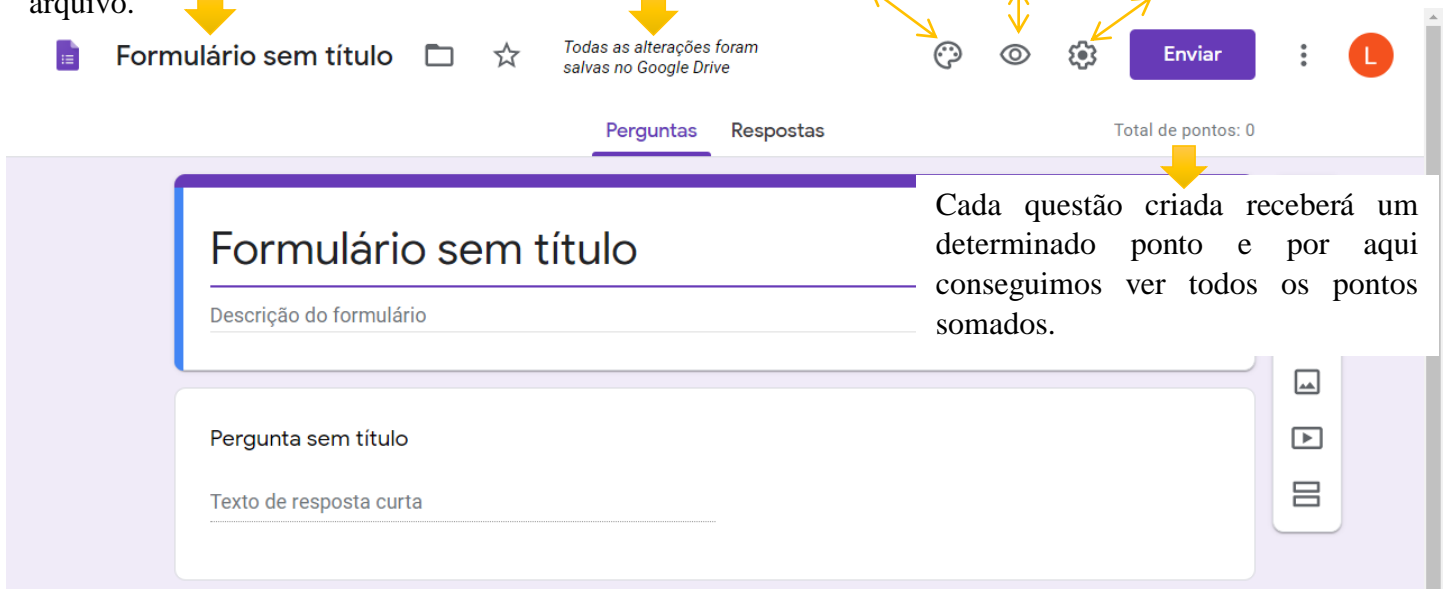 arquivo.
Formulário sem título
Todas as alterações foram
salvas no Google Drive
Enviar
L
Perguntas Respostas
Total de pontos: 0
Formulário sem título
Descrição do formulário
Cada questão criada receberá um
determinado ponto e por aqui
conseguimos ver todos os pontos
somados.
Pergunta sem título
Texto de resposta curta